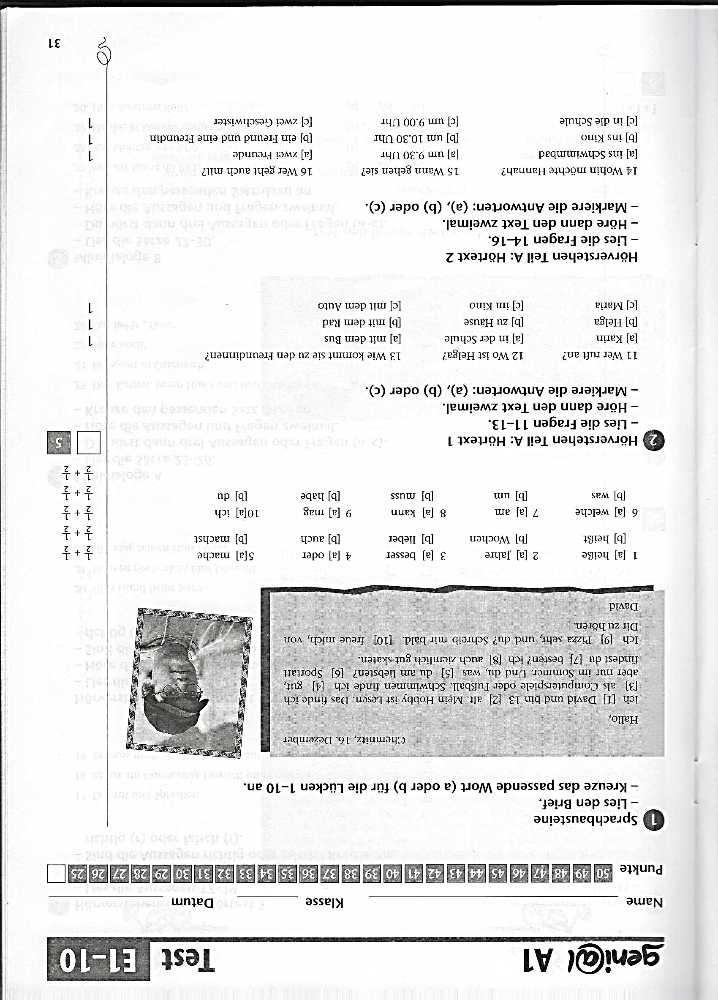 geni@l A1 Test E1–10
Name Klasse Datum
Punkte 50 49 48 47 46 45 44 43 42 41 40 39 38 37 36 35 34 33 32 31 30 29 28 27 26 25
1 Sprachbausteine
– Lies den Brief.
– Kreuze das passende Wort (a oder b) für die Lücken 1–10 an.
Chemnitz, 16. Dezember
Hallo,
ich [1] David und bin 13 [2] alt. Mein Hobby ist Lesen. Das finde ich
[3] als Computerspiele oder Fußball. Schwimmen finde ich [4] gut,
aber nur im Sommer. Und du, was [5] du am liebsten? [6] Sportart
findest du [7] besten? Ich [8] auch ziemlich gut skaten.
Ich [9] Pizza sehr, und du? Schreib mir bald. [10] freue mich, von
Dir zu hören.
David
1 [a] heiße 2 [a] Jahre 3 [a] besser 4 [a] oder 5[a] mache 1/2 + 1/2
[b] heißt [b] Wochen [b] lieber [b] auch [b] machst 1/2 + 1/2
6 [a] welche 7 [a] am 8 [a] kann 9 [a] mag 10[a] ich 1/2 + 1/2
[b] was [b] um [b] muss [b] habe [b] du 1/2 + 1/2
1/2 + 1/2
2 Hörverstehen Teil A: Hörtext 1 5
– Lies die Fragen 11–13.
– Höre dann den Text zweimal.
– Markiere die Antworten: (a), (b) oder (c).
11 Wer ruft an? 12 Wo ist Helga? 13 Wie kommt sie zu den Freundinnen?
[a] Karin [a] in der Schule [a] mit dem Bus 1
[b] Helga [b] zu Hause [b] mit dem Rad 1
[c] Maria [c] im Kino [c] mit dem Auto 1
Hörverstehen Teil A: Hörtext 2
– Lies die Fragen 14–16.
– Höre dann den Text zweimal.
– Markiere die Antworten: (a), (b) oder (c).
14 Wohin möchte Hannah? 15 Wann gehen sie? 16 Wer geht auch mit?
[a] ins Schwimmbad [a] um 9.30 Uhr [a] zwei Freunde 1
[b] ins Kino [b] um 10.30 Uhr [b] ein Freund und eine Freundin 1
[c] in die Schule [c] um 9.00 Uhr [c] zwei Geschwister 1
31